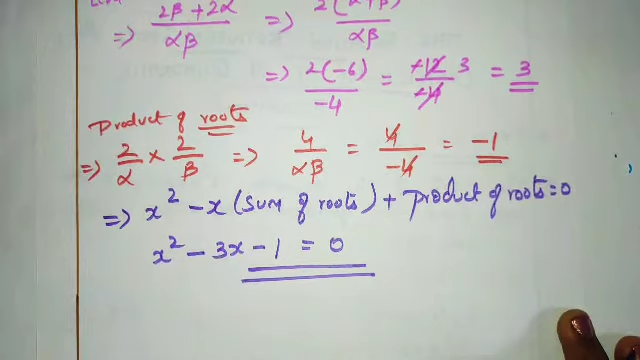 ⇒ 2β + 2α / αβ ⇒ 2(α+β) / αβ
⇒ 2(-6) / -4 = +12 / -4 3 = 3
Product of roots
⇒ 2/α × 2/β ⇒ 4/αβ = 4/-4 = -1
⇒ x² - x (Sum of roots) + product of roots = 0
x² - 3x - 1 = 0